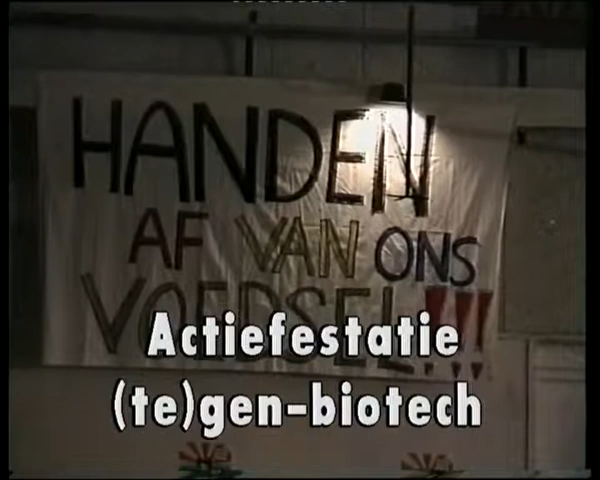 HANDEN
AF VAN ONS
VOEDSEL!!!
Actiefestatie
(te)gen-biotech